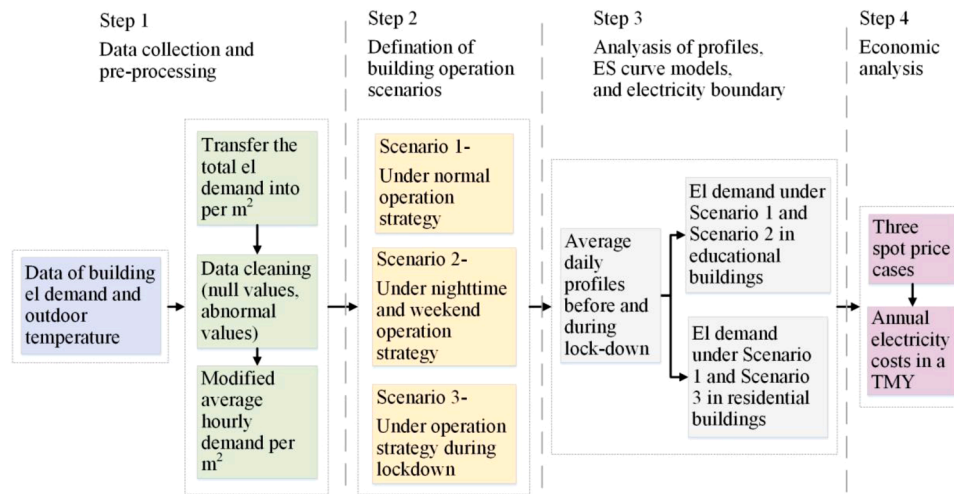 Step 1
Data collection and
pre-processing
Data of building
el demand and
outdoor
temperature
Transfer the
total el
demand into
per m²
Data cleaning
(null values,
abnormal
values)
Modified
average
hourly
demand per
m²
Step 2
Defination of
building operation
scenarios
Scenario 1-
Under normal
operation
strategy
Scenario 2-
Under nighttime
and weekend
operation
strategy
Scenario 3-
Under operation
strategy during
lockdown
Step 3
Analysis of profiles,
ES curve models,
and electricity boundary
Average
daily
profiles
before and
during
lock-down
El demand under
Scenario 1 and
Scenario 2 in
educational
buildings
El demand
under Scenario
1 and Scenario
3 in residential
buildings
Step 4
Economic
analysis
Three
spot price
cases
Annual
electricity
costs in a
TMY